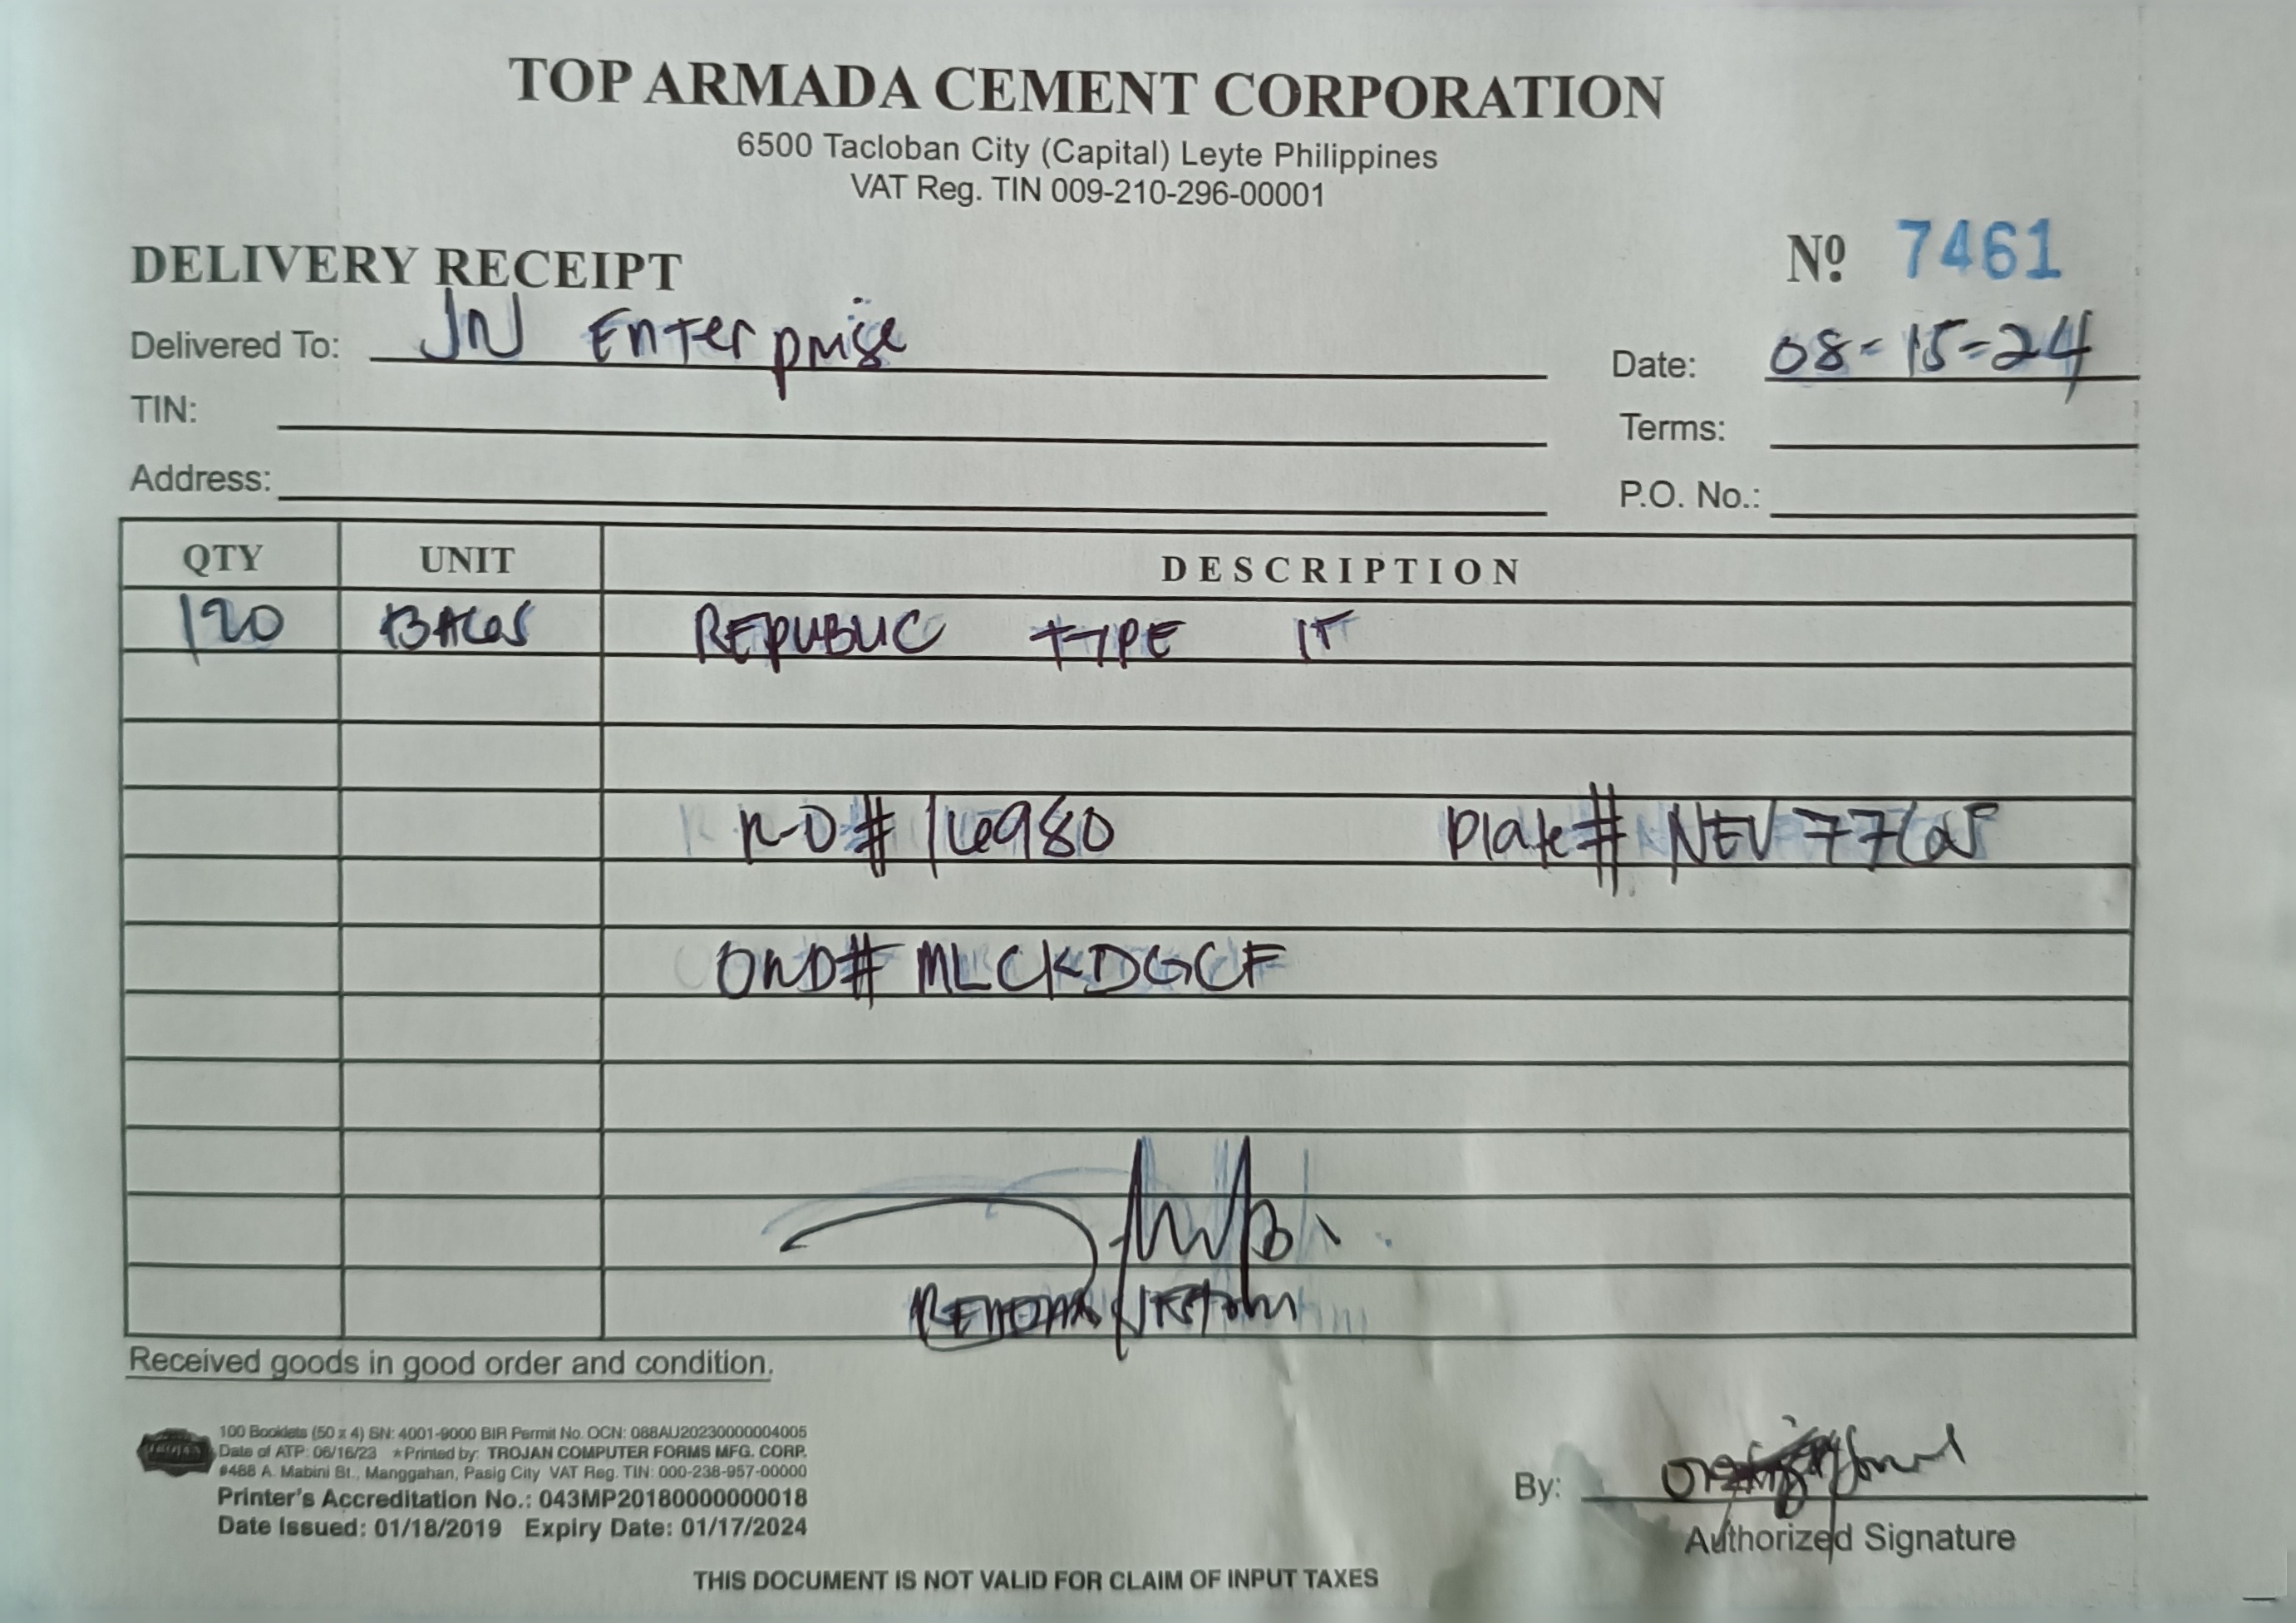 TOP ARMADA CEMENT CORPORATION
6500 Tacloban City (Capital) Leyte Philippines
VAT Reg. TIN 009-210-296-00001
DELIVERY RECEIPT
Nº 7461
Delivered To: JN Enterprise
Date: 08-15-24
TIN:
Terms:
Address:
P.O. No.:
QTY UNIT DESCRIPTION
120 BAGS REPUBLIC TYPE 1T
# 16980 Plate# NEV 7765
# MLCKDGCF
Received goods in good order and condition.
100 Booklets (50 x 4) SN: 4001-9000 BIR Permit No. OCN: 088AU20230000004005
Date of ATP: 06/16/23 *Printed by: TROJAN COMPUTER FORMS MFG. CORP.
#488 A. Mabini St., Manggahan, Pasig City VAT Reg. TIN: 000-238-957-00000
Printer's Accreditation No.: 043MP20180000000018
Date Issued: 01/18/2019 Expiry Date: 01/17/2024
By:
Authorized Signature
THIS DOCUMENT IS NOT VALID FOR CLAIM OF INPUT TAXES